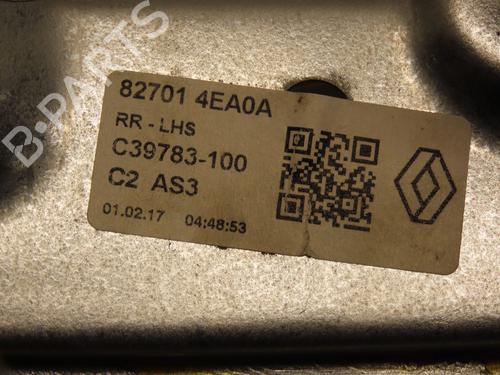 82701 4EA0A
RR - LHS
C39783-100
C2 AS3
01.02.17 04:48:53
B-PARTS